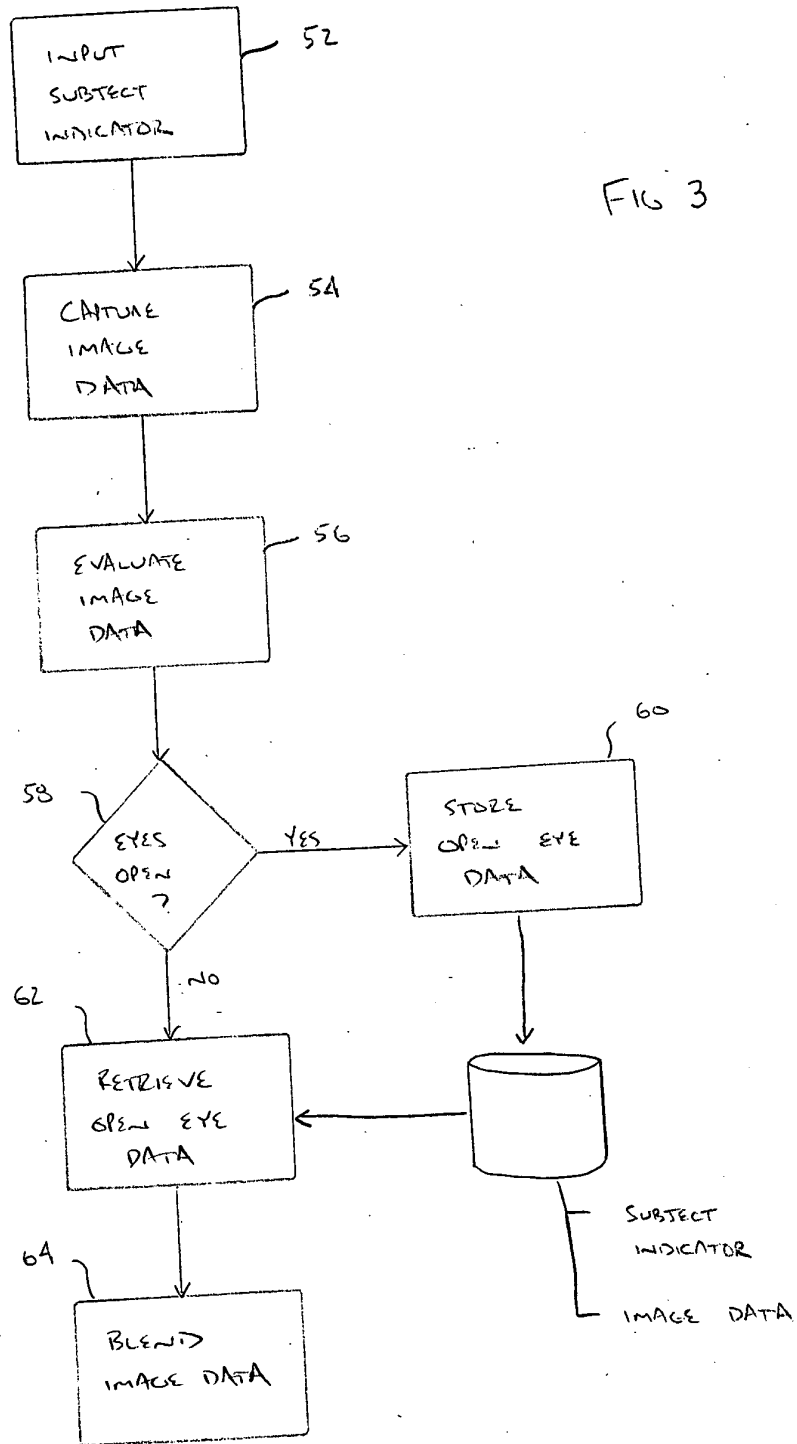 INPUT
SUBJECT
INDICATOR
52
FIG 3
CAPTURE
IMAGE
DATA
54
EVALUATE
IMAGE
DATA
56
58
EYES
OPEN
?
YES
NO
60
STORE
OPEN EYE
DATA
62
RETRIEVE
OPEN EYE
DATA
SUBJECT
INDICATOR
IMAGE DATA
64
BLEND
IMAGE DATA